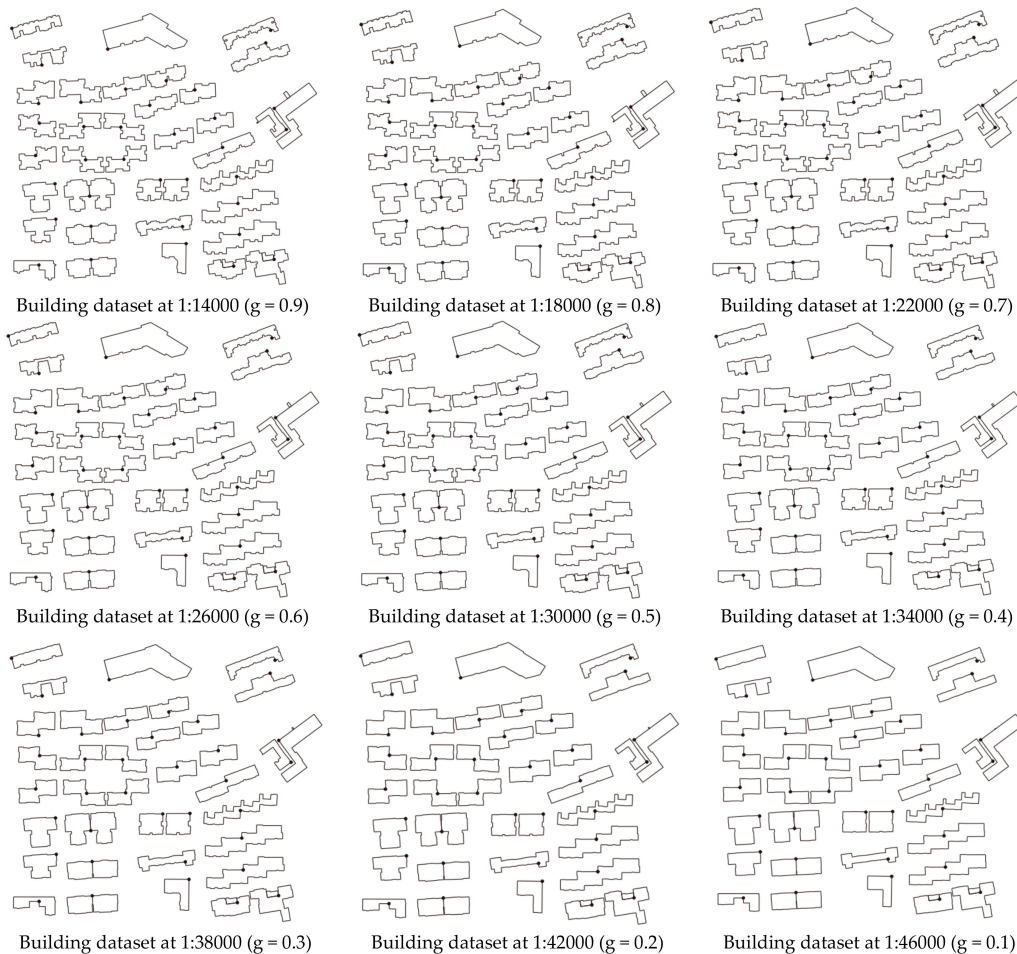 Building dataset at 1:14000 (g = 0.9)
Building dataset at 1:18000 (g = 0.8)
Building dataset at 1:22000 (g = 0.7)
Building dataset at 1:26000 (g = 0.6)
Building dataset at 1:30000 (g = 0.5)
Building dataset at 1:34000 (g = 0.4)
Building dataset at 1:38000 (g = 0.3)
Building dataset at 1:42000 (g = 0.2)
Building dataset at 1:46000 (g = 0.1)